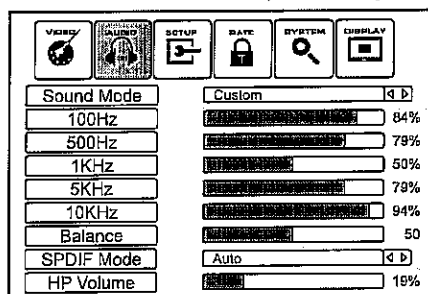 VIDEO AUDIO SETUP RATE SYSTEM DISPLAY
Sound Mode Custom
100Hz 84%
500Hz 79%
1KHz 50%
5KHz 79%
10KHz 94%
Balance 50
SPDIF Mode Auto
HP Volume 19%